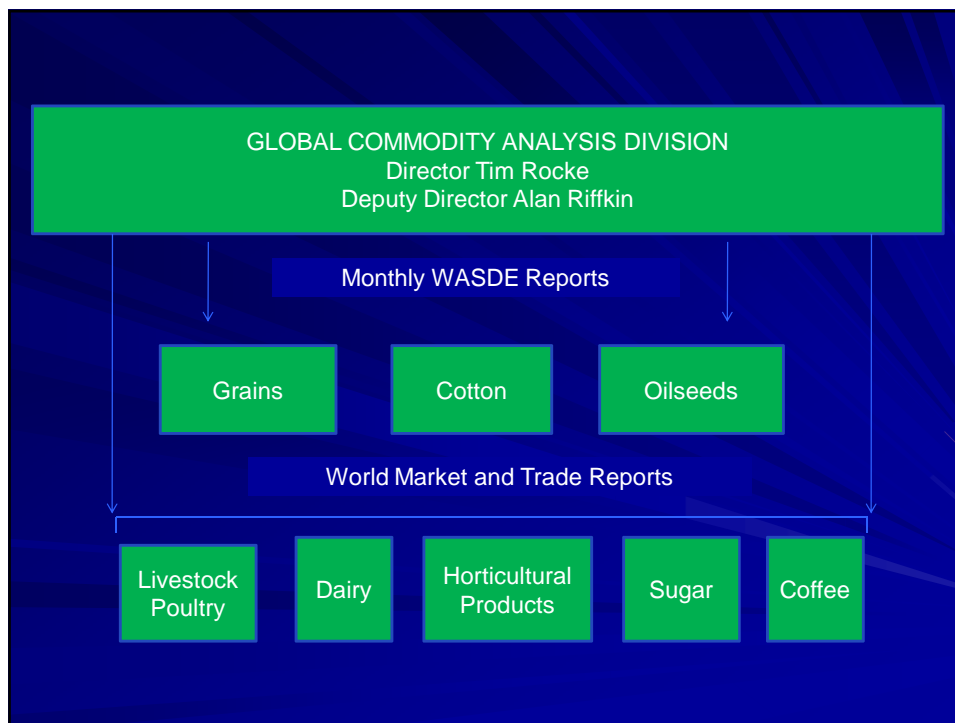 GLOBAL COMMODITY ANALYSIS DIVISION
Director Tim Rocke
Deputy Director Alan Riffkin
Monthly WASDE Reports
Grains
Cotton
Oilseeds
World Market and Trade Reports
Livestock
Poultry
Dairy
Horticultural
Products
Sugar
Coffee